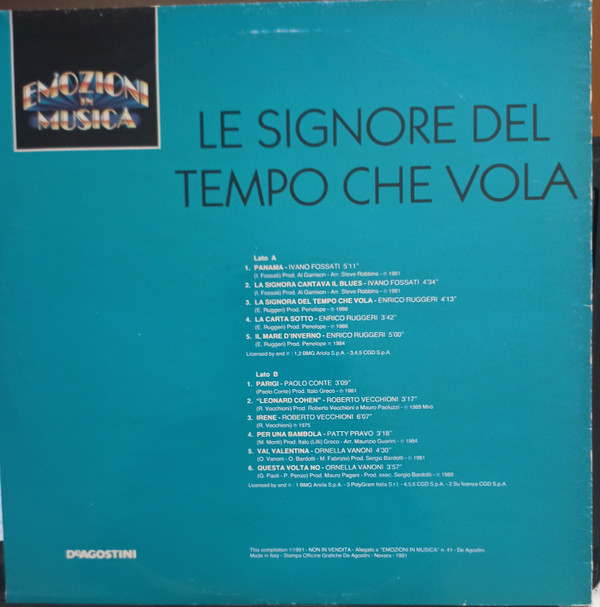 EMOZIONI
IN
MUSICA
LE SIGNORE DEL
TEMPO CHE VOLA
Lato A
1. PANAMA - IVANO FOSSATI 5'11"
(I. Fossati) Prod. Al Garrison - Arr. Steve Robbins - ℗ 1981
2. LA SIGNORA CANTAVA IL BLUES - IVANO FOSSATI 4'34"
(I. Fossati) Prod. Al Garrison - Arr. Steve Robbins - ℗ 1981
3. LA SIGNORA DEL TEMPO CHE VOLA - ENRICO RUGGERI 4'13"
(E. Ruggeri) Prod. Penelope - ℗ 1986
4. LA CARTA SOTTO - ENRICO RUGGERI 3'42"
(E. Ruggeri) Prod. Penelope - ℗ 1986
5. IL MARE D'INVERNO - ENRICO RUGGERI 5'00"
(E. Ruggeri) Prod. Penelope ℗ 1984
Licensed by and ℗ : 1,2 BMG Ariola S.p.A. - 3,4,5 CGD S.p.A.
Lato B
1. PARIGI - PAOLO CONTE 3'09"
(Paolo Conte) Prod. Italo Greco - ℗ 1981
2. "LEONARD COHEN" - ROBERTO VECCHIONI 3'17"
(R. Vecchioni) Prod. Roberto Vecchioni e Mauro Paoluzzi - ℗ 1989 Miró
3. IRENE - ROBERTO VECCHIONI 6'07"
(R. Vecchioni) ℗ 1975
4. PER UNA BAMBOLA - PATTY PRAVO 3'18"
(M. Monti) Prod. Italo (Lilli) Greco - Arr. Maurizio Guarini - ℗ 1984
5. VAI, VALENTINA - ORNELLA VANONI 4'30"
(O. Vanoni - O. Bardotti - M. Fabrizio) Prod. Sergio Bardotti - ℗ 1981
6. QUESTA VOLTA NO - ORNELLA VANONI 3'57"
(G. Paoli - P. Penzo) Prod. Mauro Pagani - Prod. esec. Sergio Bardotti - ℗ 1986
Licensed by and ℗ : 1 BMG Ariola S.p.A. - 3 PolyGram Italia S.r.l. - 4,5,6 CGD S.p.A. - 2 Su licenza CGD S.p.A.
DEAGOSTINI
This compilation ℗1991 - NON IN VENDITA - Allegato a "EMOZIONI IN MUSICA" n. 41 - De Agostini
Made in Italy - Stampa Officine Grafiche De Agostini - Novara - 1991